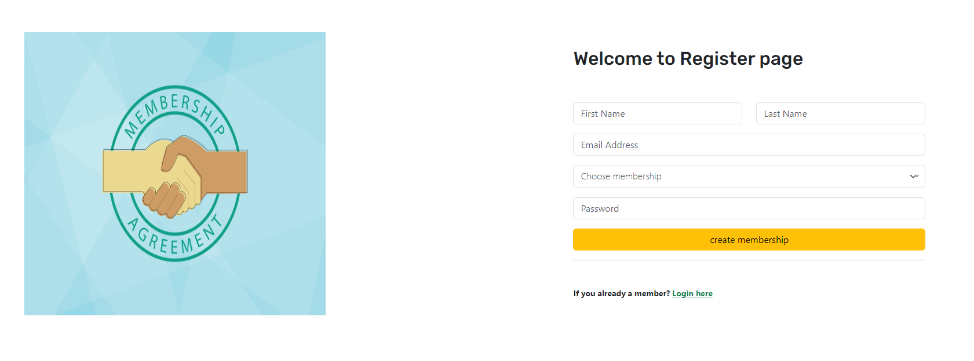 MEMBERSHIP
AGREEMENT
Welcome to Register page
First Name
Last Name
Email Address
Choose membership
Password
create membership
If you already a member? Login here